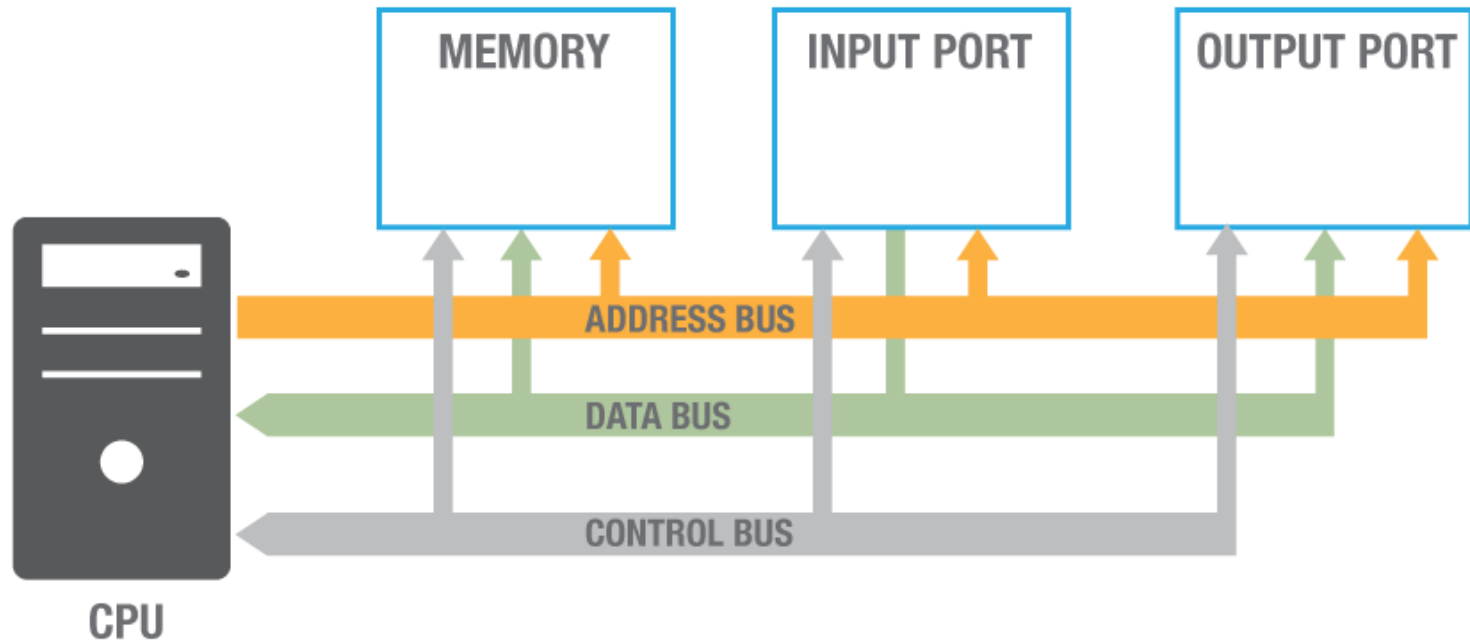 MEMORY
INPUT PORT
OUTPUT PORT
ADDRESS BUS
DATA BUS
CONTROL BUS
CPU